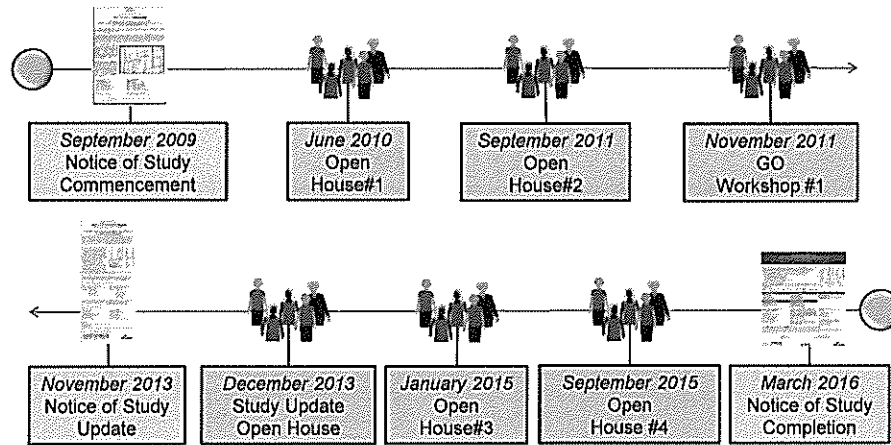 September 2009
Notice of Study
Commencement
June 2010
Open
House#1
September 2011
Open
House#2
November 2011
GO
Workshop #1
November 2013
Notice of Study
Update
December 2013
Study Update
Open House
January 2015
Open
House#3
September 2015
Open
House #4
March 2016
Notice of Study
Completion